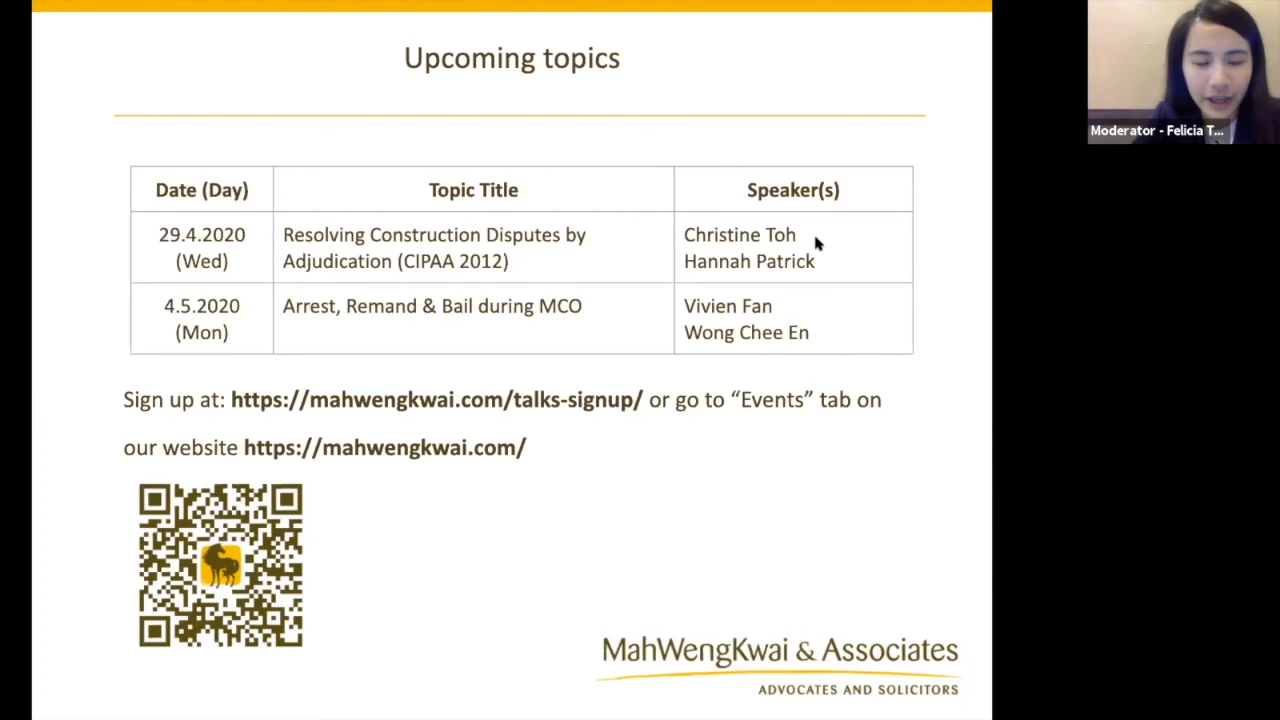 Upcoming topics
Moderator - Felicia T...
Date (Day)
Topic Title
Speaker(s)
29.4.2020
(Wed)
Resolving Construction Disputes by
Adjudication (CIPAA 2012)
Christine Toh
Hannah Patrick
4.5.2020
(Mon)
Arrest, Remand & Bail during MCO
Vivien Fan
Wong Chee En
Sign up at: https://mahwengkwai.com/talks-signup/ or go to “Events” tab on
our website https://mahwengkwai.com/
MahWengKwai & Associates
ADVOCATES AND SOLICITORS